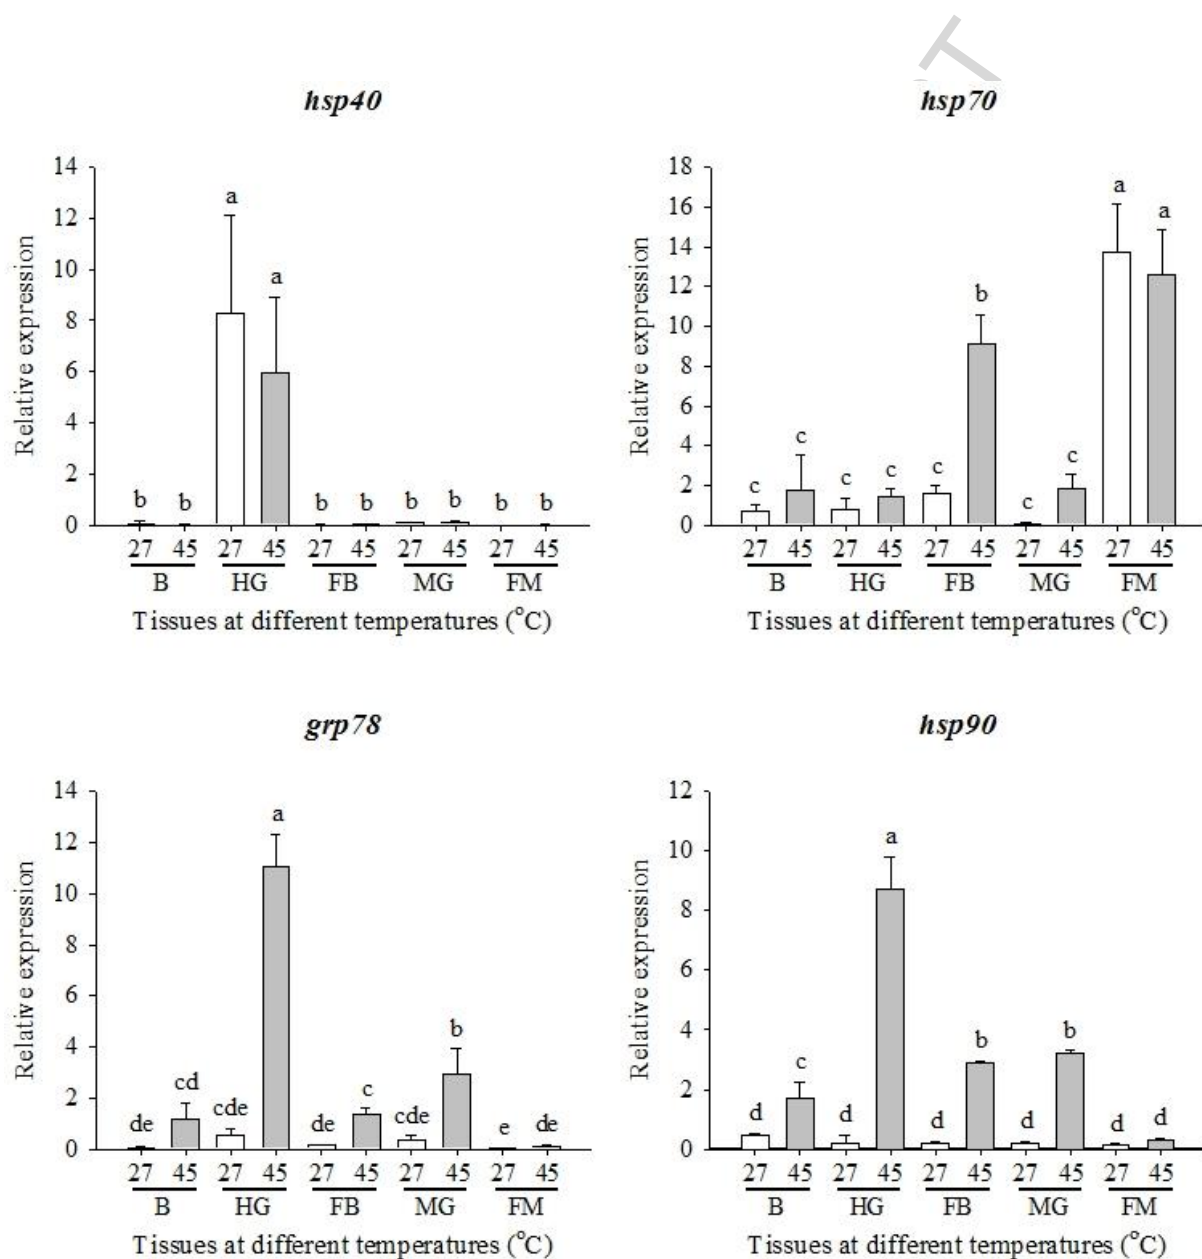 hsp40
Relative expression
14
12
10
8
6
4
2
0
b b a a b b b b b b
27 45 27 45 27 45 27 45 27 45
B HG FB MG FM
Tissues at different temperatures (°C)
hsp70
Relative expression
18
16
14
12
10
8
6
4
2
0
c c c c c b c c a a
27 45 27 45 27 45 27 45 27 45
B HG FB MG FM
Tissues at different temperatures (°C)
grp78
Relative expression
14
12
10
8
6
4
2
0
de cd cde a de c cde b e de
27 45 27 45 27 45 27 45 27 45
B HG FB MG FM
Tissues at different temperatures (°C)
hsp90
Relative expression
12
10
8
6
4
2
0
d c d a d b d b d d
27 45 27 45 27 45 27 45 27 45
B HG FB MG FM
Tissues at different temperatures (°C)